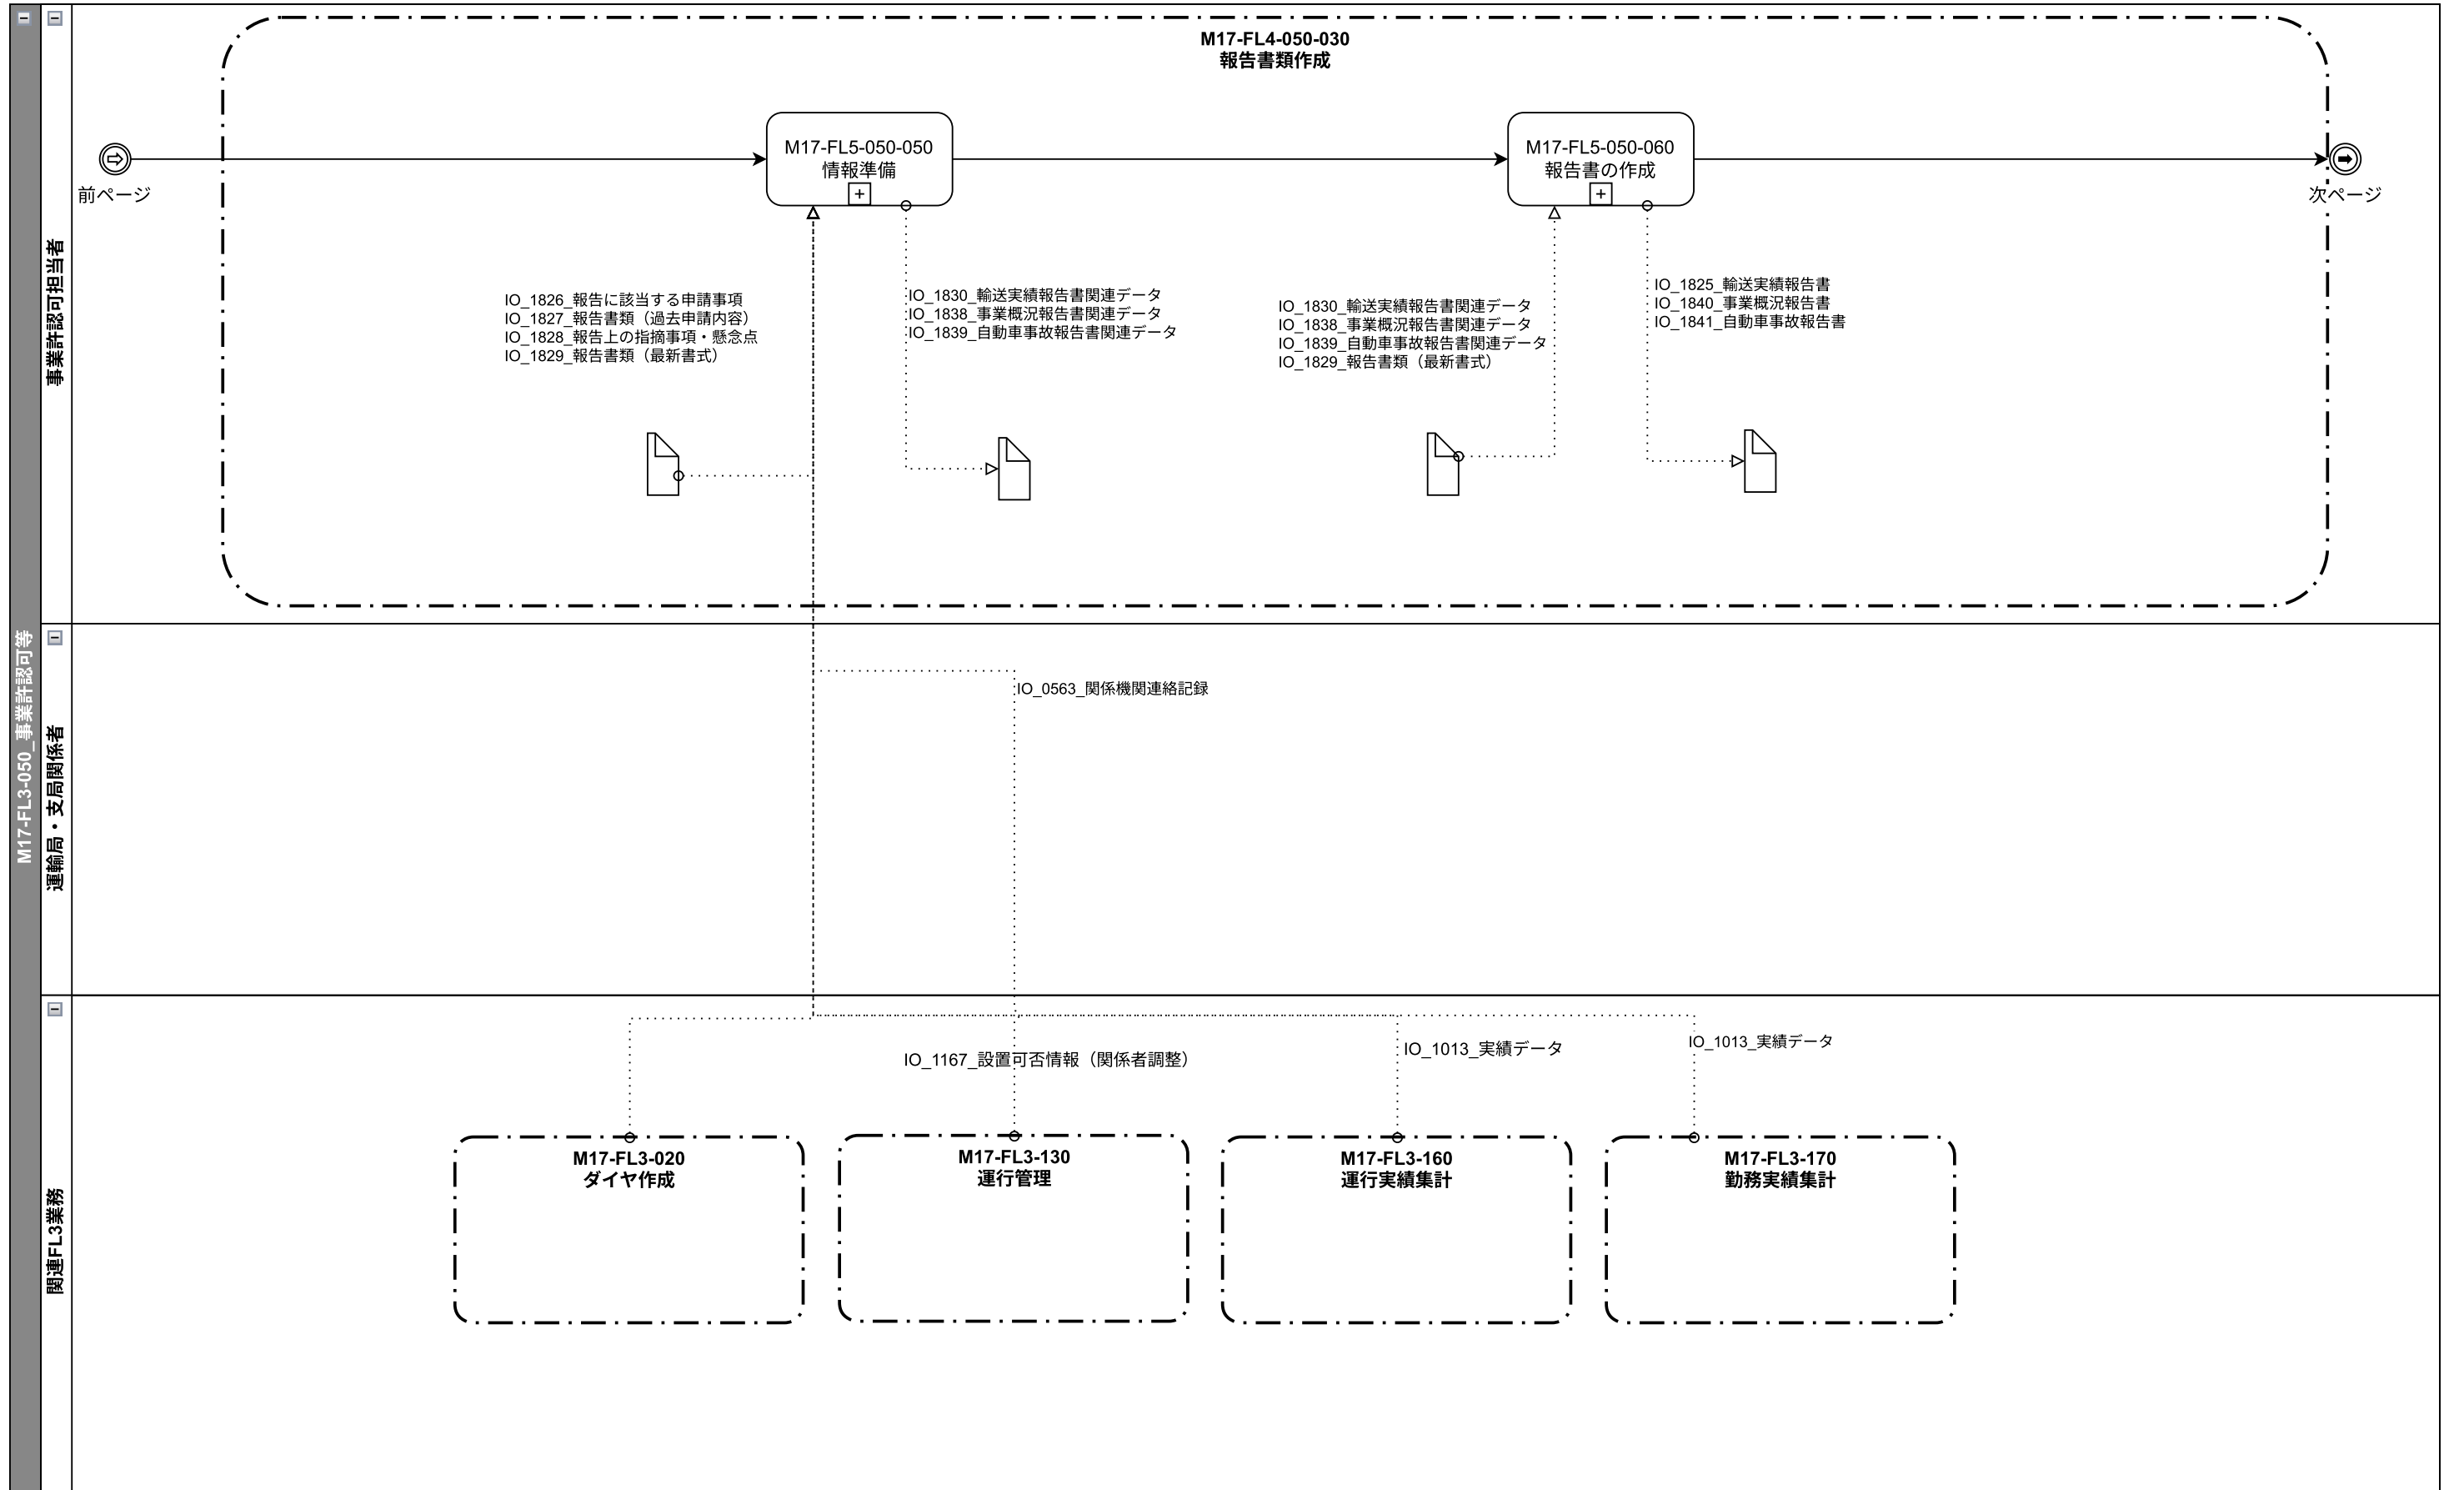 M17-FL3-050_事業許認可等
事業許認可担当者
M17-FL4-050-030
報告書類作成
前ページ
M17-FL5-050-050
情報準備
M17-FL5-050-060
報告書の作成
次ページ
IO_1826_報告に該当する申請事項
IO_1827_報告書類（過去申請内容）
IO_1828_報告上の指摘事項・懸念点
IO_1829_報告書類（最新書式）
IO_1830_輸送実績報告書関連データ
IO_1838_事業概況報告書関連データ
IO_1839_自動車事故報告書関連データ
IO_1830_輸送実績報告書関連データ
IO_1838_事業概況報告書関連データ
IO_1839_自動車事故報告書関連データ
IO_1829_報告書類（最新書式）
IO_1825_輸送実績報告書
IO_1840_事業概況報告書
IO_1841_自動車事故報告書
運輸局・支局関係者
IO_0563_関係機関連絡記録
関連FL3業務
IO_1167_設置可否情報（関係者調整）
IO_1013_実績データ
IO_1013_実績データ
M17-FL3-020
ダイヤ作成
M17-FL3-130
運行管理
M17-FL3-160
運行実績集計
M17-FL3-170
勤務実績集計